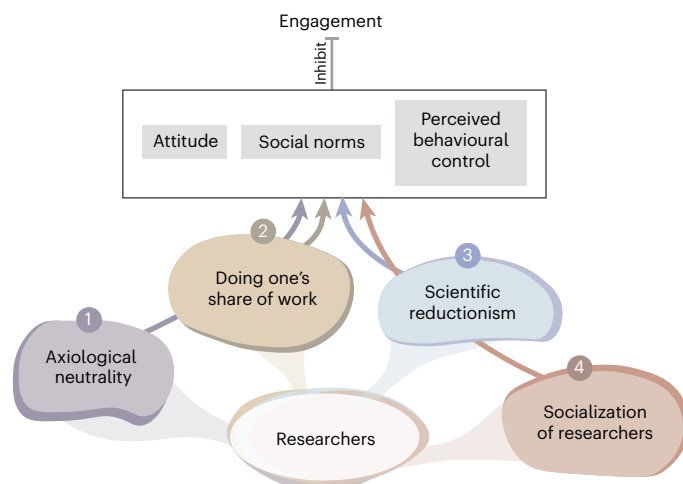 Engagement
Inhibit
Attitude
Social norms
Perceived
behavioural
control
2
Doing one's
share of work
3
Scientific
reductionism
1
Axiological
neutrality
4
Socialization
of researchers
Researchers